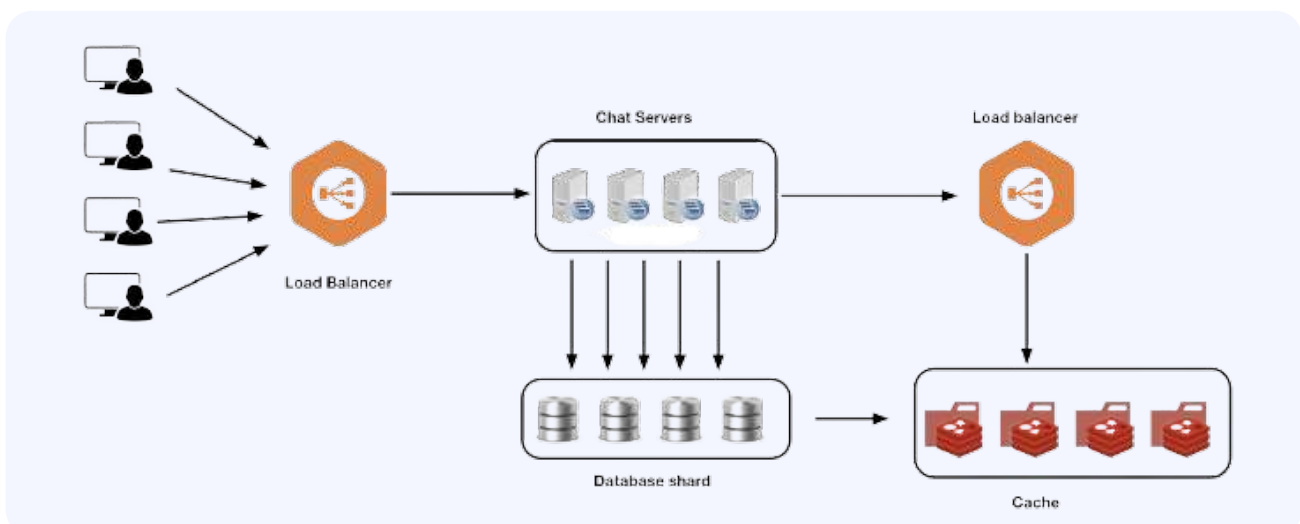 Chat Servers
Load balancer
Load Balancer
Database shard
Cache